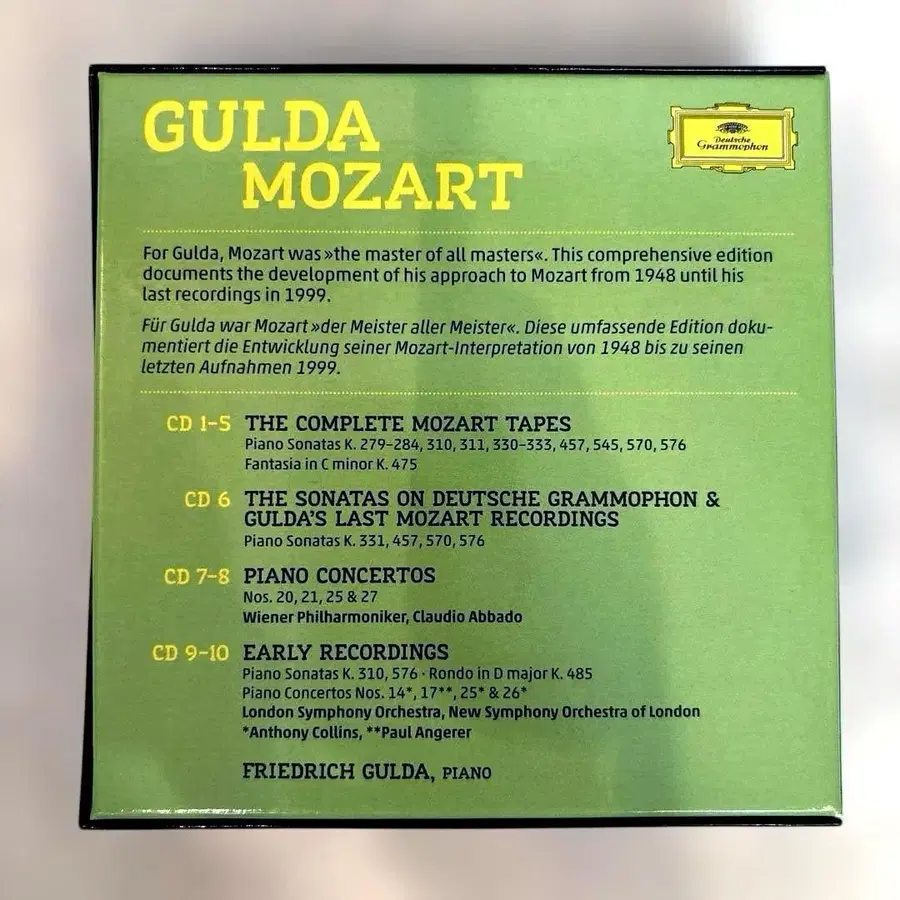 GULDA
MOZART
Deutsche
Grammophon
For Gulda, Mozart was »the master of all masters«. This comprehensive edition
documents the development of his approach to Mozart from 1948 until his
last recordings in 1999.
Für Gulda war Mozart »der Meister aller Meister«. Diese umfassende Edition doku-
mentiert die Entwicklung seiner Mozart-Interpretation von 1948 bis zu seinen
letzten Aufnahmen 1999.
CD 1–5 THE COMPLETE MOZART TAPES
Piano Sonatas K. 279–284, 310, 311, 330–333, 457, 545, 570, 576
Fantasia in C minor K. 475
CD 6 THE SONATAS ON DEUTSCHE GRAMMOPHON &
GULDA'S LAST MOZART RECORDINGS
Piano Sonatas K. 331, 457, 570, 576
CD 7–8 PIANO CONCERTOS
Nos. 20, 21, 25 & 27
Wiener Philharmoniker, Claudio Abbado
CD 9–10 EARLY RECORDINGS
Piano Sonatas K. 310, 576 · Rondo in D major K. 485
Piano Concertos Nos. 14*, 17**, 25* & 26*
London Symphony Orchestra, New Symphony Orchestra of London
*Anthony Collins, **Paul Angerer
FRIEDRICH GULDA, PIANO